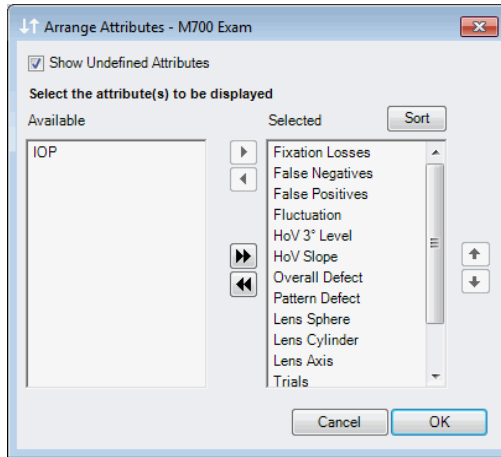 Arrange Attributes - M700 Exam
Show Undefined Attributes
Select the attribute(s) to be displayed
Available
Selected
Sort
IOP
Fixation Losses
False Negatives
False Positives
Fluctuation
HoV 3° Level
HoV Slope
Overall Defect
Pattern Defect
Lens Sphere
Lens Cylinder
Lens Axis
Trials
Cancel
OK